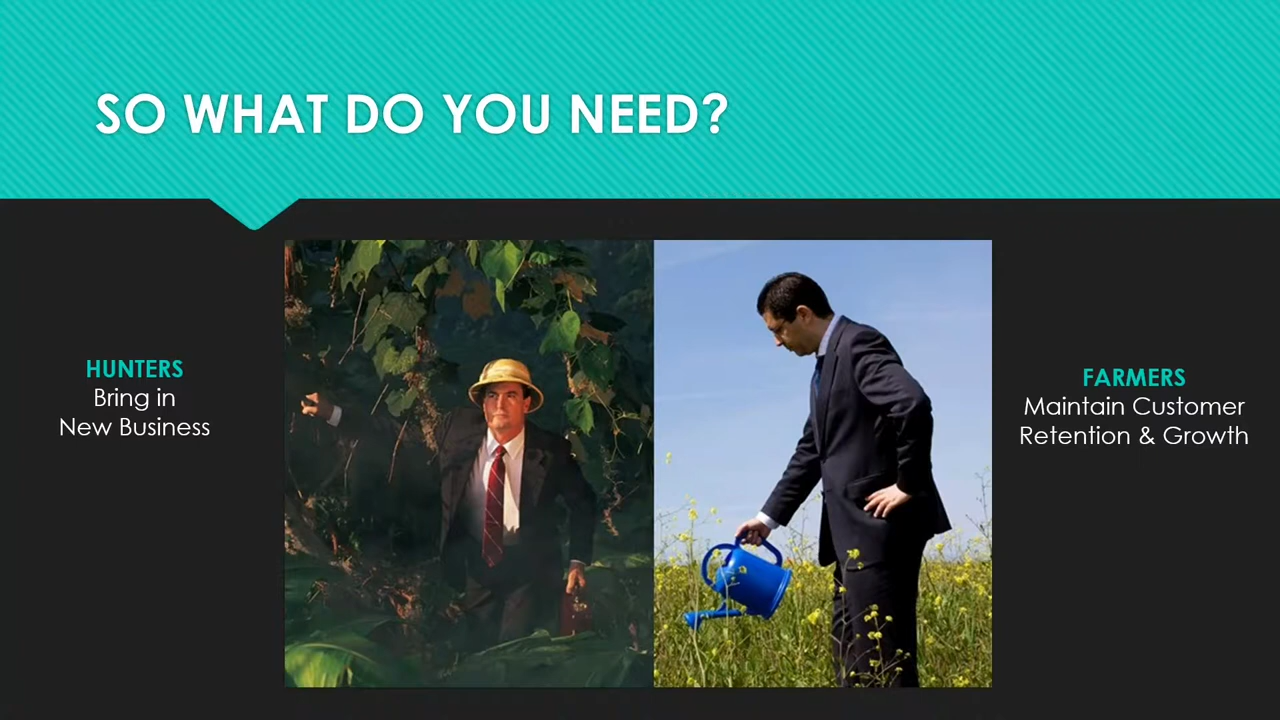 SO WHAT DO YOU NEED?
HUNTERS
Bring in
New Business
FARMERS
Maintain Customer
Retention & Growth